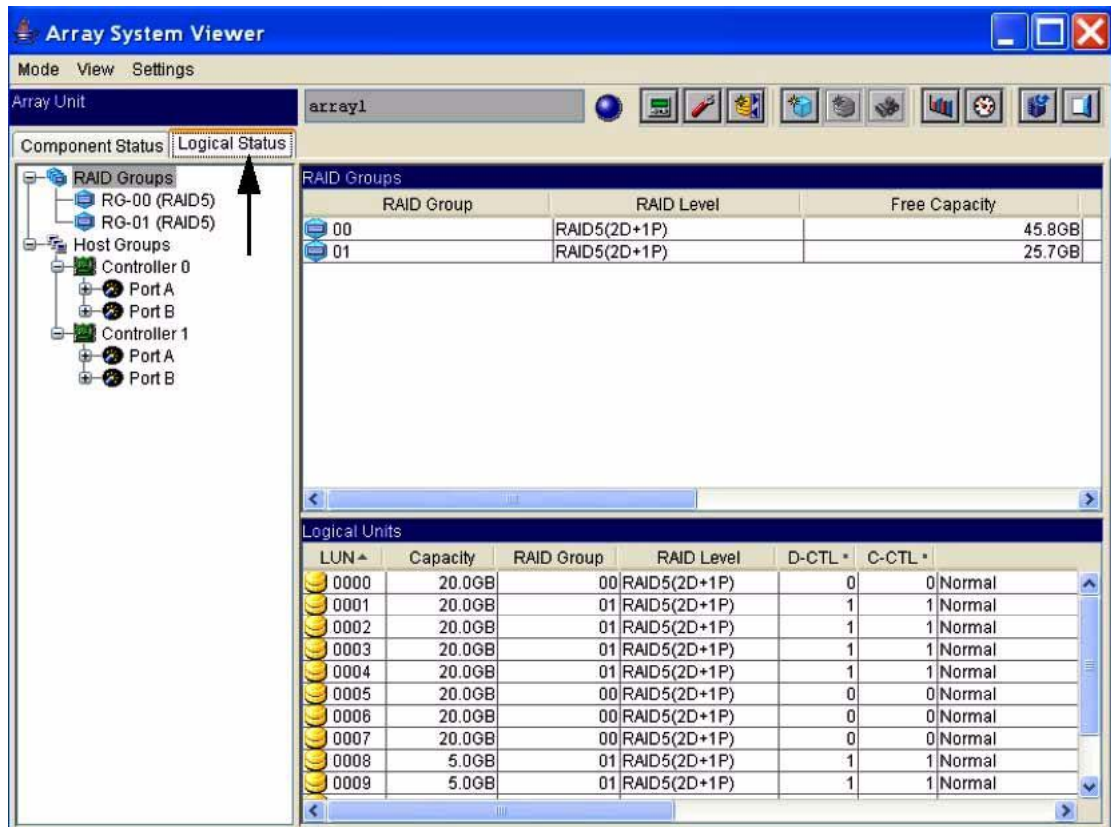 Array System Viewer
Mode View Settings
Array Unit
array1
Component Status Logical Status
RAID Groups
RG-00 (RAID5)
RG-01 (RAID5)
Host Groups
Controller 0
Port A
Port B
Controller 1
Port A
Port B
RAID Groups
RAID Group RAID Level Free Capacity
00 RAID5(2D+1P) 45.8GB
01 RAID5(2D+1P) 25.7GB
Logical Units
LUN Capacity RAID Group RAID Level D-CTL * C-CTL *
0000 20.0GB 00 RAID5(2D+1P) 0 0 Normal
0001 20.0GB 01 RAID5(2D+1P) 1 1 Normal
0002 20.0GB 01 RAID5(2D+1P) 1 1 Normal
0003 20.0GB 01 RAID5(2D+1P) 1 1 Normal
0004 20.0GB 01 RAID5(2D+1P) 1 1 Normal
0005 20.0GB 00 RAID5(2D+1P) 0 0 Normal
0006 20.0GB 00 RAID5(2D+1P) 0 0 Normal
0007 20.0GB 00 RAID5(2D+1P) 0 0 Normal
0008 5.0GB 01 RAID5(2D+1P) 1 1 Normal
0009 5.0GB 01 RAID5(2D+1P) 1 1 Normal